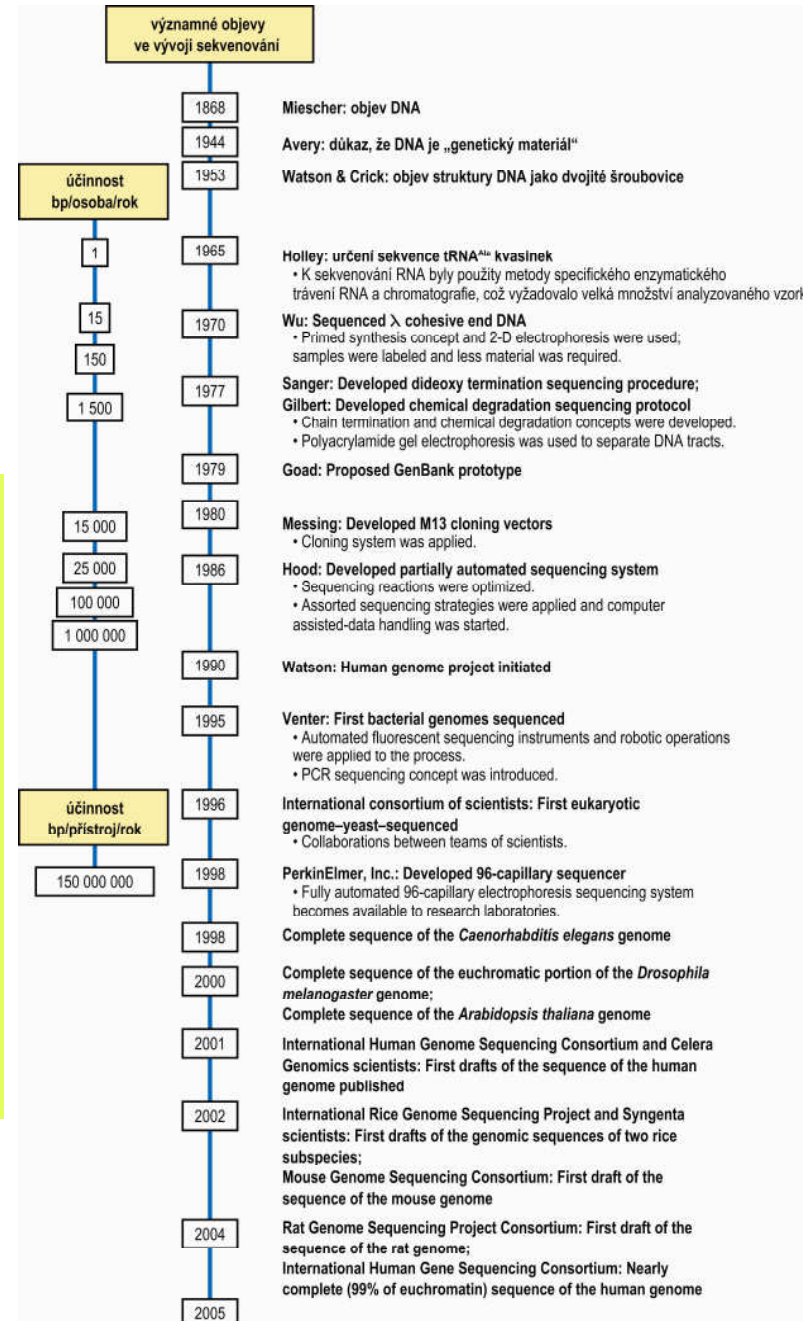 významné objevy
ve vývoji sekvenování
1868
Miescher: objev DNA
1944
Avery: důkaz, že DNA je „genetický materiál“
účinnost
bp/osoba/rok
1953
Watson & Crick: objev struktury DNA jako dvojité šroubovice
1
1965
Holley: určení sekvence tRNAᴬˡᵃ kvasinek
• K sekvenování RNA byly použity metody specifického enzymatického
trávení RNA a chromatografie, což vyžadovalo velká množství analyzovaného vzork
15
1970
Wu: Sequenced λ cohesive end DNA
• Primed synthesis concept and 2-D electrophoresis were used;
samples were labeled and less material was required.
150
1977
Sanger: Developed dideoxy termination sequencing procedure;
1 500
Gilbert: Developed chemical degradation sequencing protocol
• Chain termination and chemical degradation concepts were developed.
• Polyacrylamide gel electrophoresis was used to separate DNA tracts.
1979
Goad: Proposed GenBank prototype
15 000
1980
Messing: Developed M13 cloning vectors
• Cloning system was applied.
25 000
1986
Hood: Developed partially automated sequencing system
• Sequencing reactions were optimized.
100 000
• Assorted sequencing strategies were applied and computer
assisted-data handling was started.
1 000 000
1990
Watson: Human genome project initiated
1995
Venter: First bacterial genomes sequenced
• Automated fluorescent sequencing instruments and robotic operations
were applied to the process.
• PCR sequencing concept was introduced.
účinnost
bp/přístroj/rok
1996
International consortium of scientists: First eukaryotic
genome–yeast–sequenced
• Collaborations between teams of scientists.
150 000 000
1998
PerkinElmer, Inc.: Developed 96-capillary sequencer
• Fully automated 96-capillary electrophoresis sequencing system
becomes available to research laboratories.
1998
Complete sequence of the Caenorhabditis elegans genome
2000
Complete sequence of the euchromatic portion of the Drosophila
melanogaster genome;
Complete sequence of the Arabidopsis thaliana genome
2001
International Human Genome Sequencing Consortium and Celera
Genomics scientists: First drafts of the sequence of the human
genome published
2002
International Rice Genome Sequencing Project and Syngenta
scientists: First drafts of the genomic sequences of two rice
subspecies;
Mouse Genome Sequencing Consortium: First draft of the
sequence of the mouse genome
2004
Rat Genome Sequencing Project Consortium: First draft of the
sequence of the rat genome;
International Human Gene Sequencing Consortium: Nearly
complete (99% of euchromatin) sequence of the human genome
2005